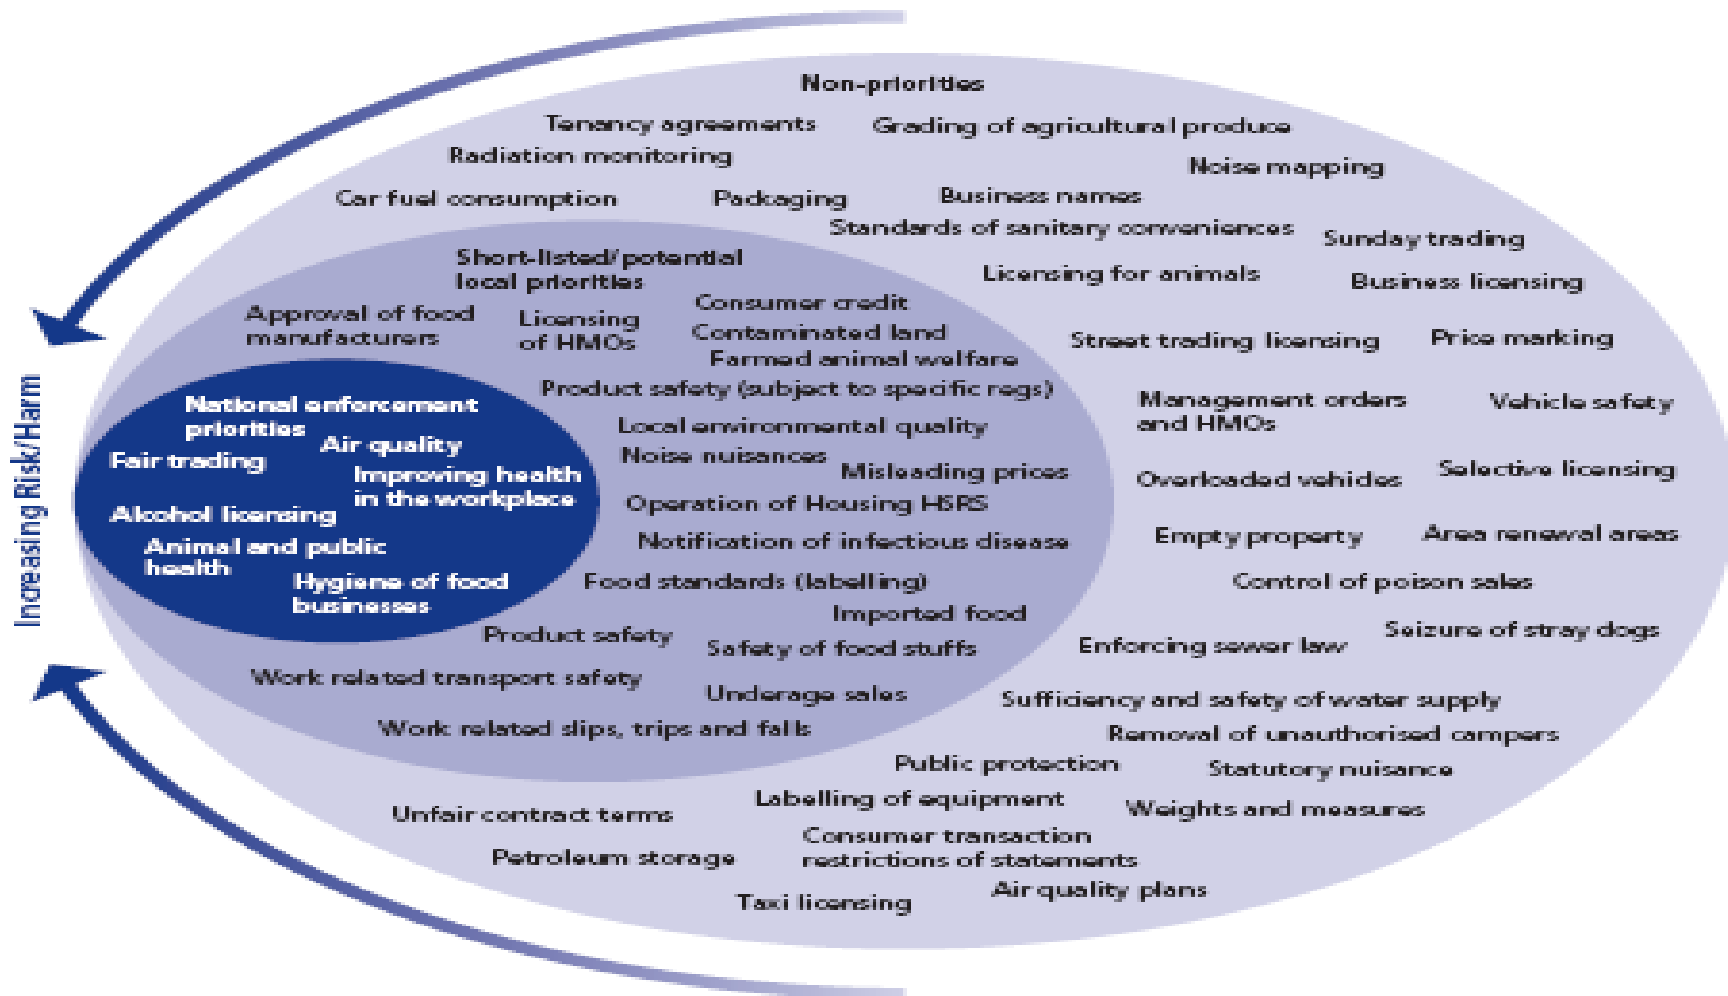 Increasing Risk/Harm
Non-priorities
Tenancy agreements
Grading of agricultural produce
Radiation monitoring
Noise mapping
Car fuel consumption
Packaging
Business names
Standards of sanitary conveniences
Sunday trading
Licensing for animals
Business licensing
Street trading licensing
Price marking
Management orders
and HMOs
Vehicle safety
Overloaded vehicles
Selective licensing
Empty property
Area renewal areas
Control of poison sales
Enforcing sewer law
Seizure of stray dogs
Sufficiency and safety of water supply
Removal of unauthorised campers
Public protection
Statutory nuisance
Labelling of equipment
Weights and measures
Unfair contract terms
Consumer transaction
restrictions of statements
Petroleum storage
Air quality plans
Taxi licensing
Short-listed/potential
local priorities
Approval of food
manufacturers
Licensing
of HMOs
Consumer credit
Contaminated land
Farmed animal welfare
Product safety (subject to specific regs)
Local environmental quality
Noise nuisances
Misleading prices
Operation of Housing HSRS
Notification of infectious disease
Food standards (labelling)
Imported food
Product safety
Safety of food stuffs
Work related transport safety
Underage sales
Work related slips, trips and falls
National enforcement
priorities
Air quality
Fair trading
Improving health
in the workplace
Alcohol licensing
Animal and public
health
Hygiene of food
businesses